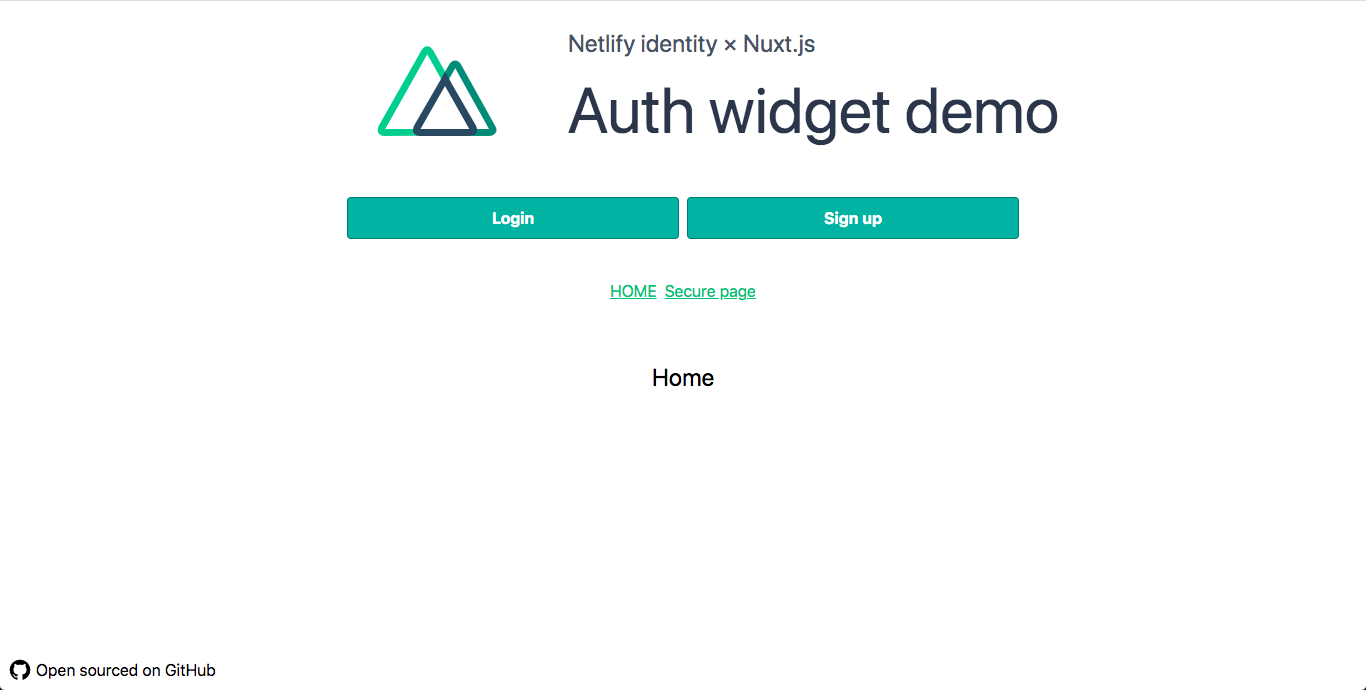 Netlify identity × Nuxt.js
Auth widget demo
Login
Sign up
HOME Secure page
Home
Open sourced on GitHub